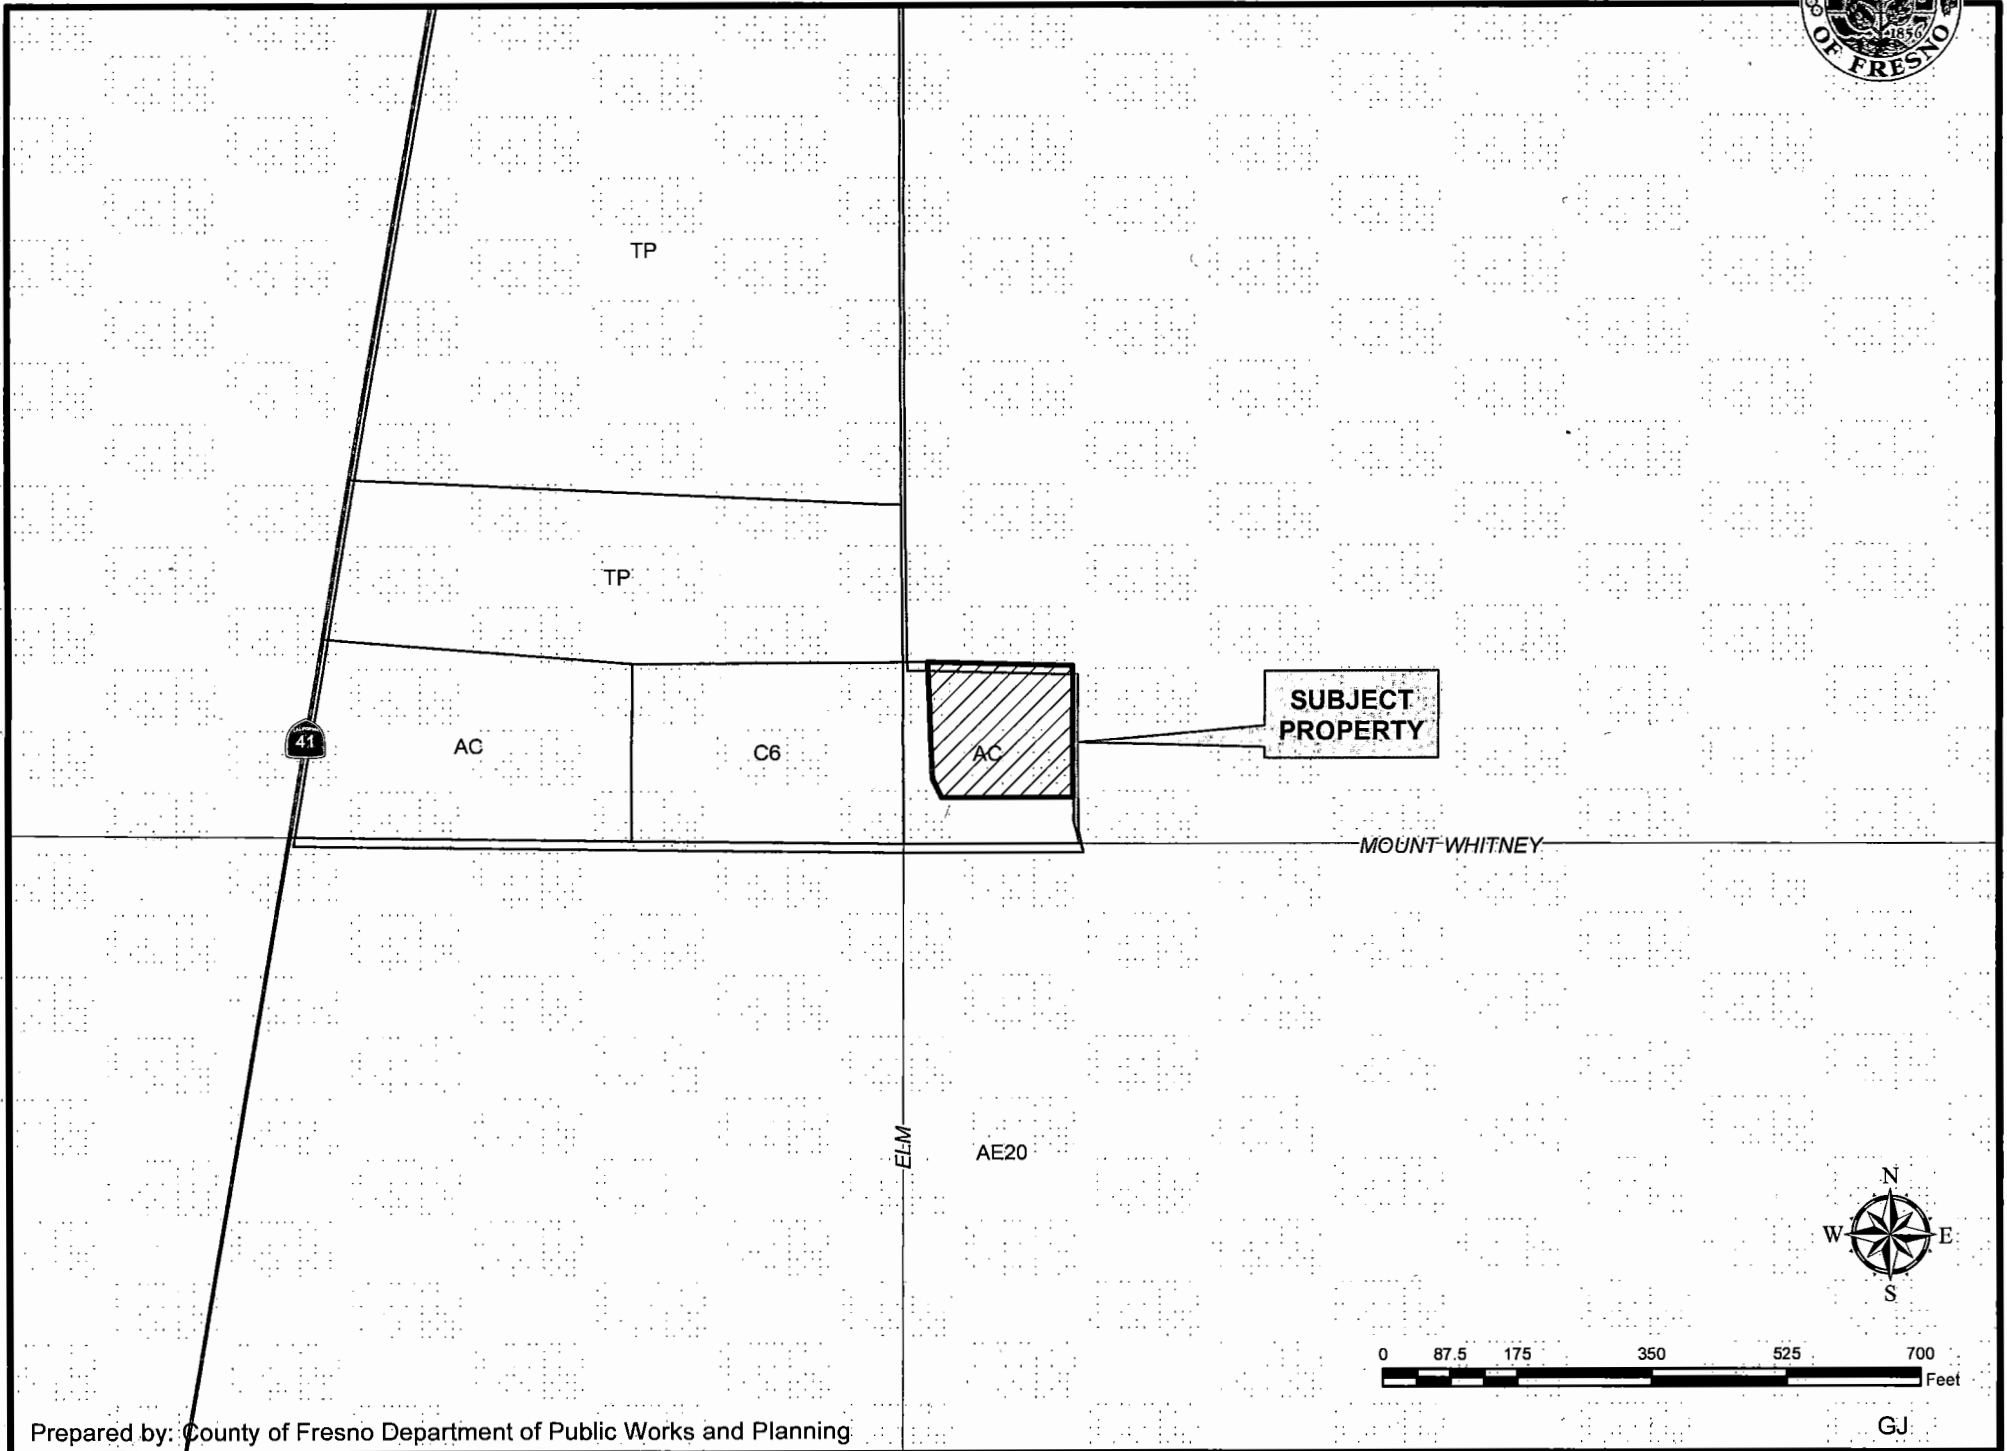 1856
OF FRESNO
TP
TP
SUBJECT
PROPERTY
41
AC
C6
AC
MOUNT WHITNEY
ELM
AE20
N
W
E
S
0 87.5 175 350 525 700
Feet
Prepared by: County of Fresno Department of Public Works and Planning
GJ